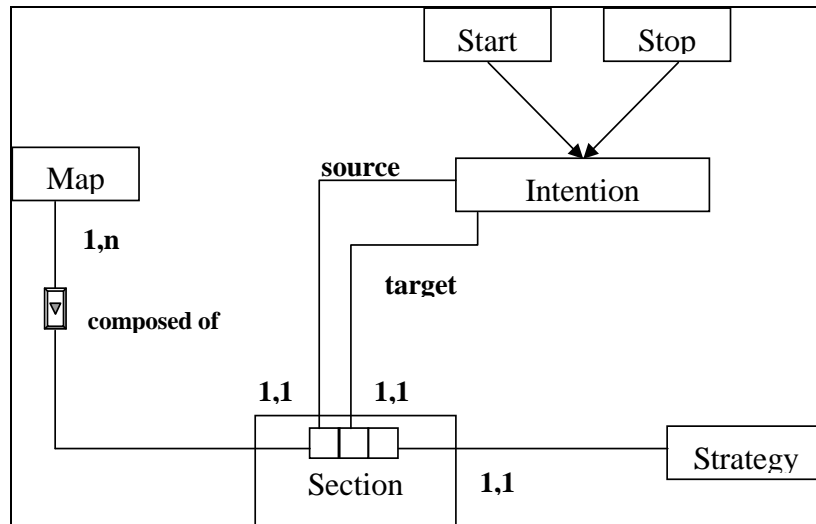 Start
Stop
source
Map
Intention
1,n
target
composed of
1,1
1,1
Section
1,1
Strategy